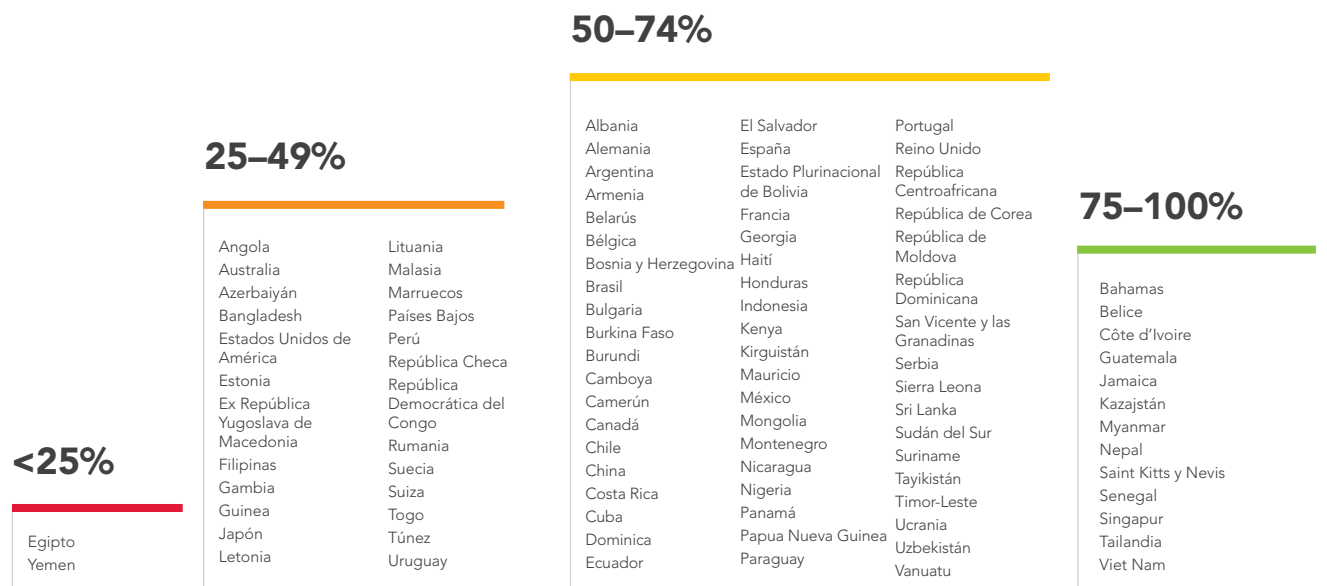 <25%
Egipto
Yemen
25–49%
Angola
Australia
Azerbaiyán
Bangladesh
Estados Unidos de
América
Estonia
Ex República
Yugoslava de
Macedonia
Filipinas
Gambia
Guinea
Japón
Letonia
Lituania
Malasia
Marruecos
Países Bajos
Perú
República Checa
República
Democrática del
Congo
Rumania
Suecia
Suiza
Togo
Túnez
Uruguay
50–74%
Albania
Alemania
Argentina
Armenia
Belarús
Bélgica
Bosnia y Herzegovina
Brasil
Bulgaria
Burkina Faso
Burundi
Camboya
Camerún
Canadá
Chile
China
Costa Rica
Cuba
Dominica
Ecuador
El Salvador
España
Estado Plurinacional
de Bolivia
Francia
Georgia
Haití
Honduras
Indonesia
Kenya
Kirguistán
Mauricio
México
Mongolia
Montenegro
Nicaragua
Nigeria
Panamá
Papua Nueva Guinea
Paraguay
Portugal
Reino Unido
República
Centroafricana
República de Corea
República de
Moldova
República
Dominicana
San Vicente y las
Granadinas
Serbia
Sierra Leona
Sri Lanka
Sudán del Sur
Suriname
Tayikistán
Timor-Leste
Ucrania
Uzbekistán
Vanuatu
75–100%
Bahamas
Belice
Côte d’Ivoire
Guatemala
Jamaica
Kazajstán
Myanmar
Nepal
Saint Kitts y Nevis
Senegal
Singapur
Tailandia
Viet Nam